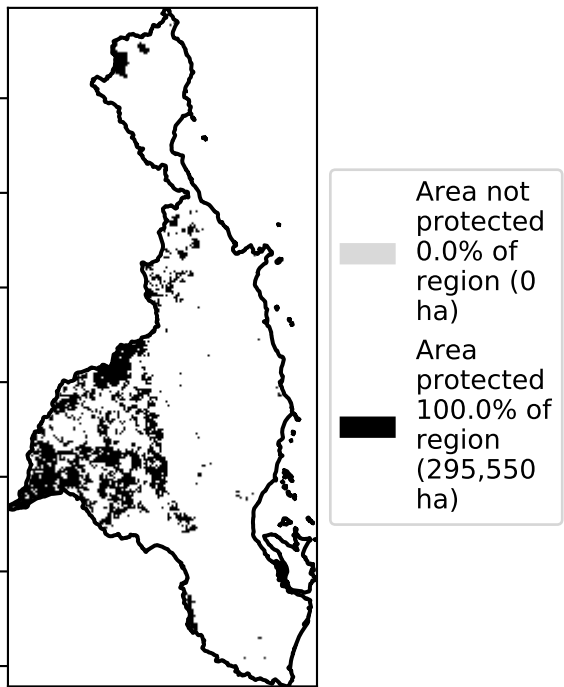 Area not
protected
0.0% of
region (0
ha)
Area
protected
100.0% of
region
(295,550
ha)